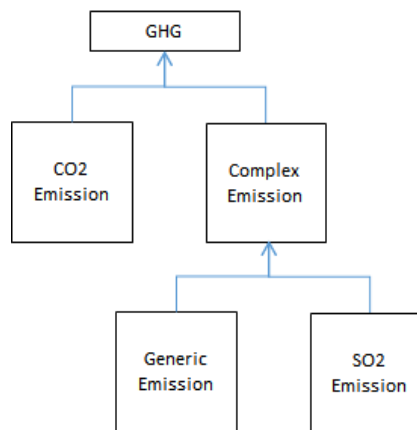 GHG
CO2
Emission
Complex
Emission
Generic
Emission
SO2
Emission